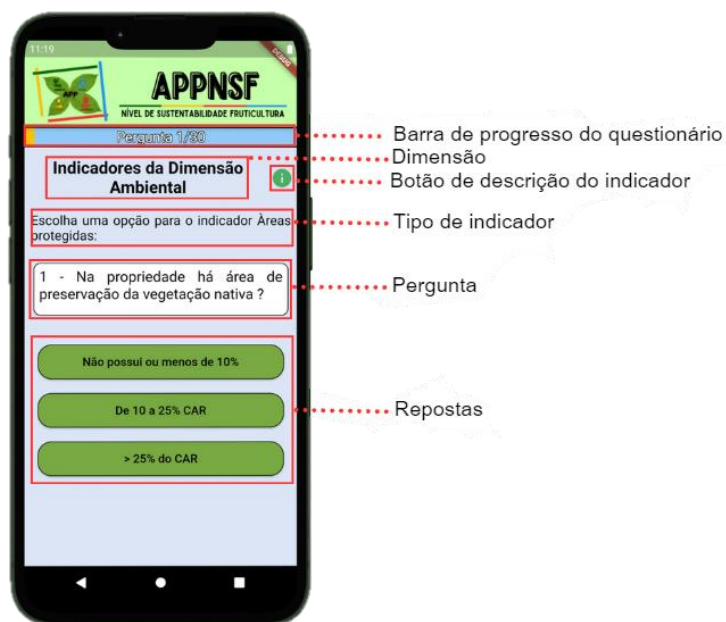 11:19
DEBUG
APP
APPNSF
NÍVEL DE SUSTENTABILIDADE FRUTICULTURA
Pergunta 1/30
Barra de progresso do questionário
Indicadores da Dimensão
Ambiental
Dimensão
Botão de descrição do indicador
i
Escolha uma opção para o indicador Àreas
protegidas:
Tipo de indicador
1 - Na propriedade há área de
preservação da vegetação nativa ?
Pergunta
Não possui ou menos de 10%
De 10 a 25% CAR
> 25% do CAR
Repostas